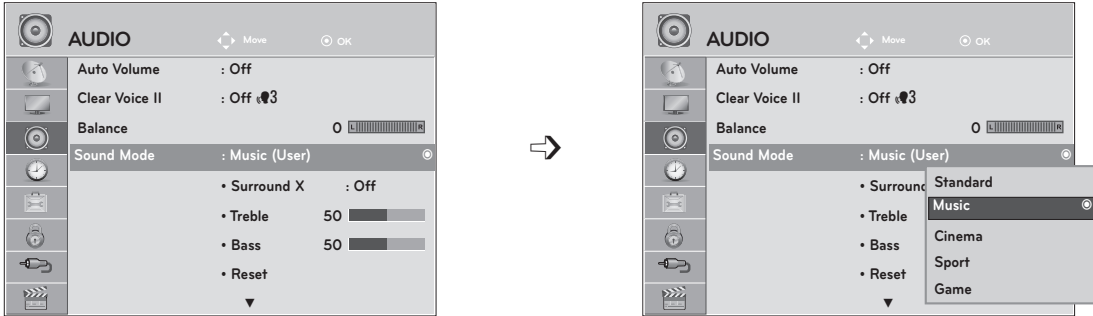 AUDIO Move OK
Auto Volume : Off
Clear Voice II : Off 3
Balance 0 L R
Sound Mode : Music (User)
• Surround X : Off
• Treble 50
• Bass 50
• Reset
▼
AUDIO Move OK
Auto Volume : Off
Clear Voice II : Off 3
Balance 0 L R
Sound Mode : Music (User)
• Surround
• Treble
• Bass
• Reset
▼
Standard
Music
Cinema
Sport
Game